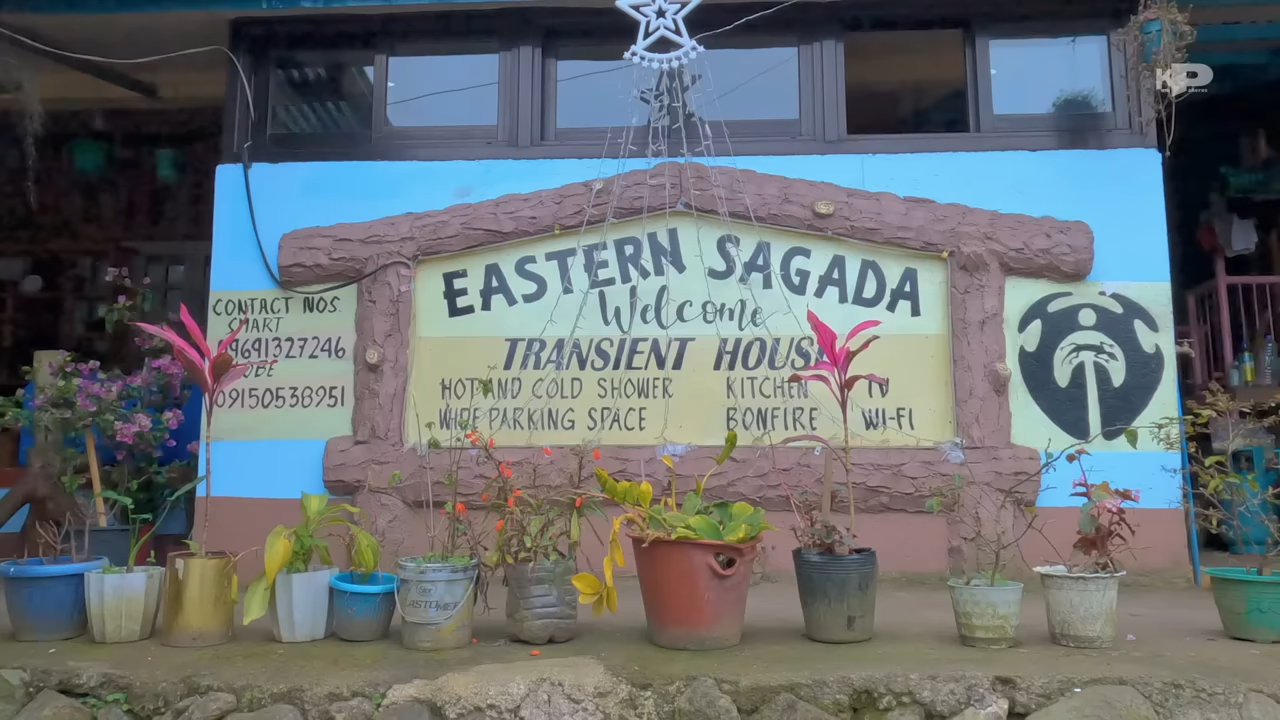 KP
EASTERN SAGADA
Welcome
TRANSIENT HOUSE
HOT AND COLD SHOWER KITCHEN TV
WIDE PARKING SPACE BONFIRE WI-FI
CONTACT NOS.
SMART
09691327246
09150538951